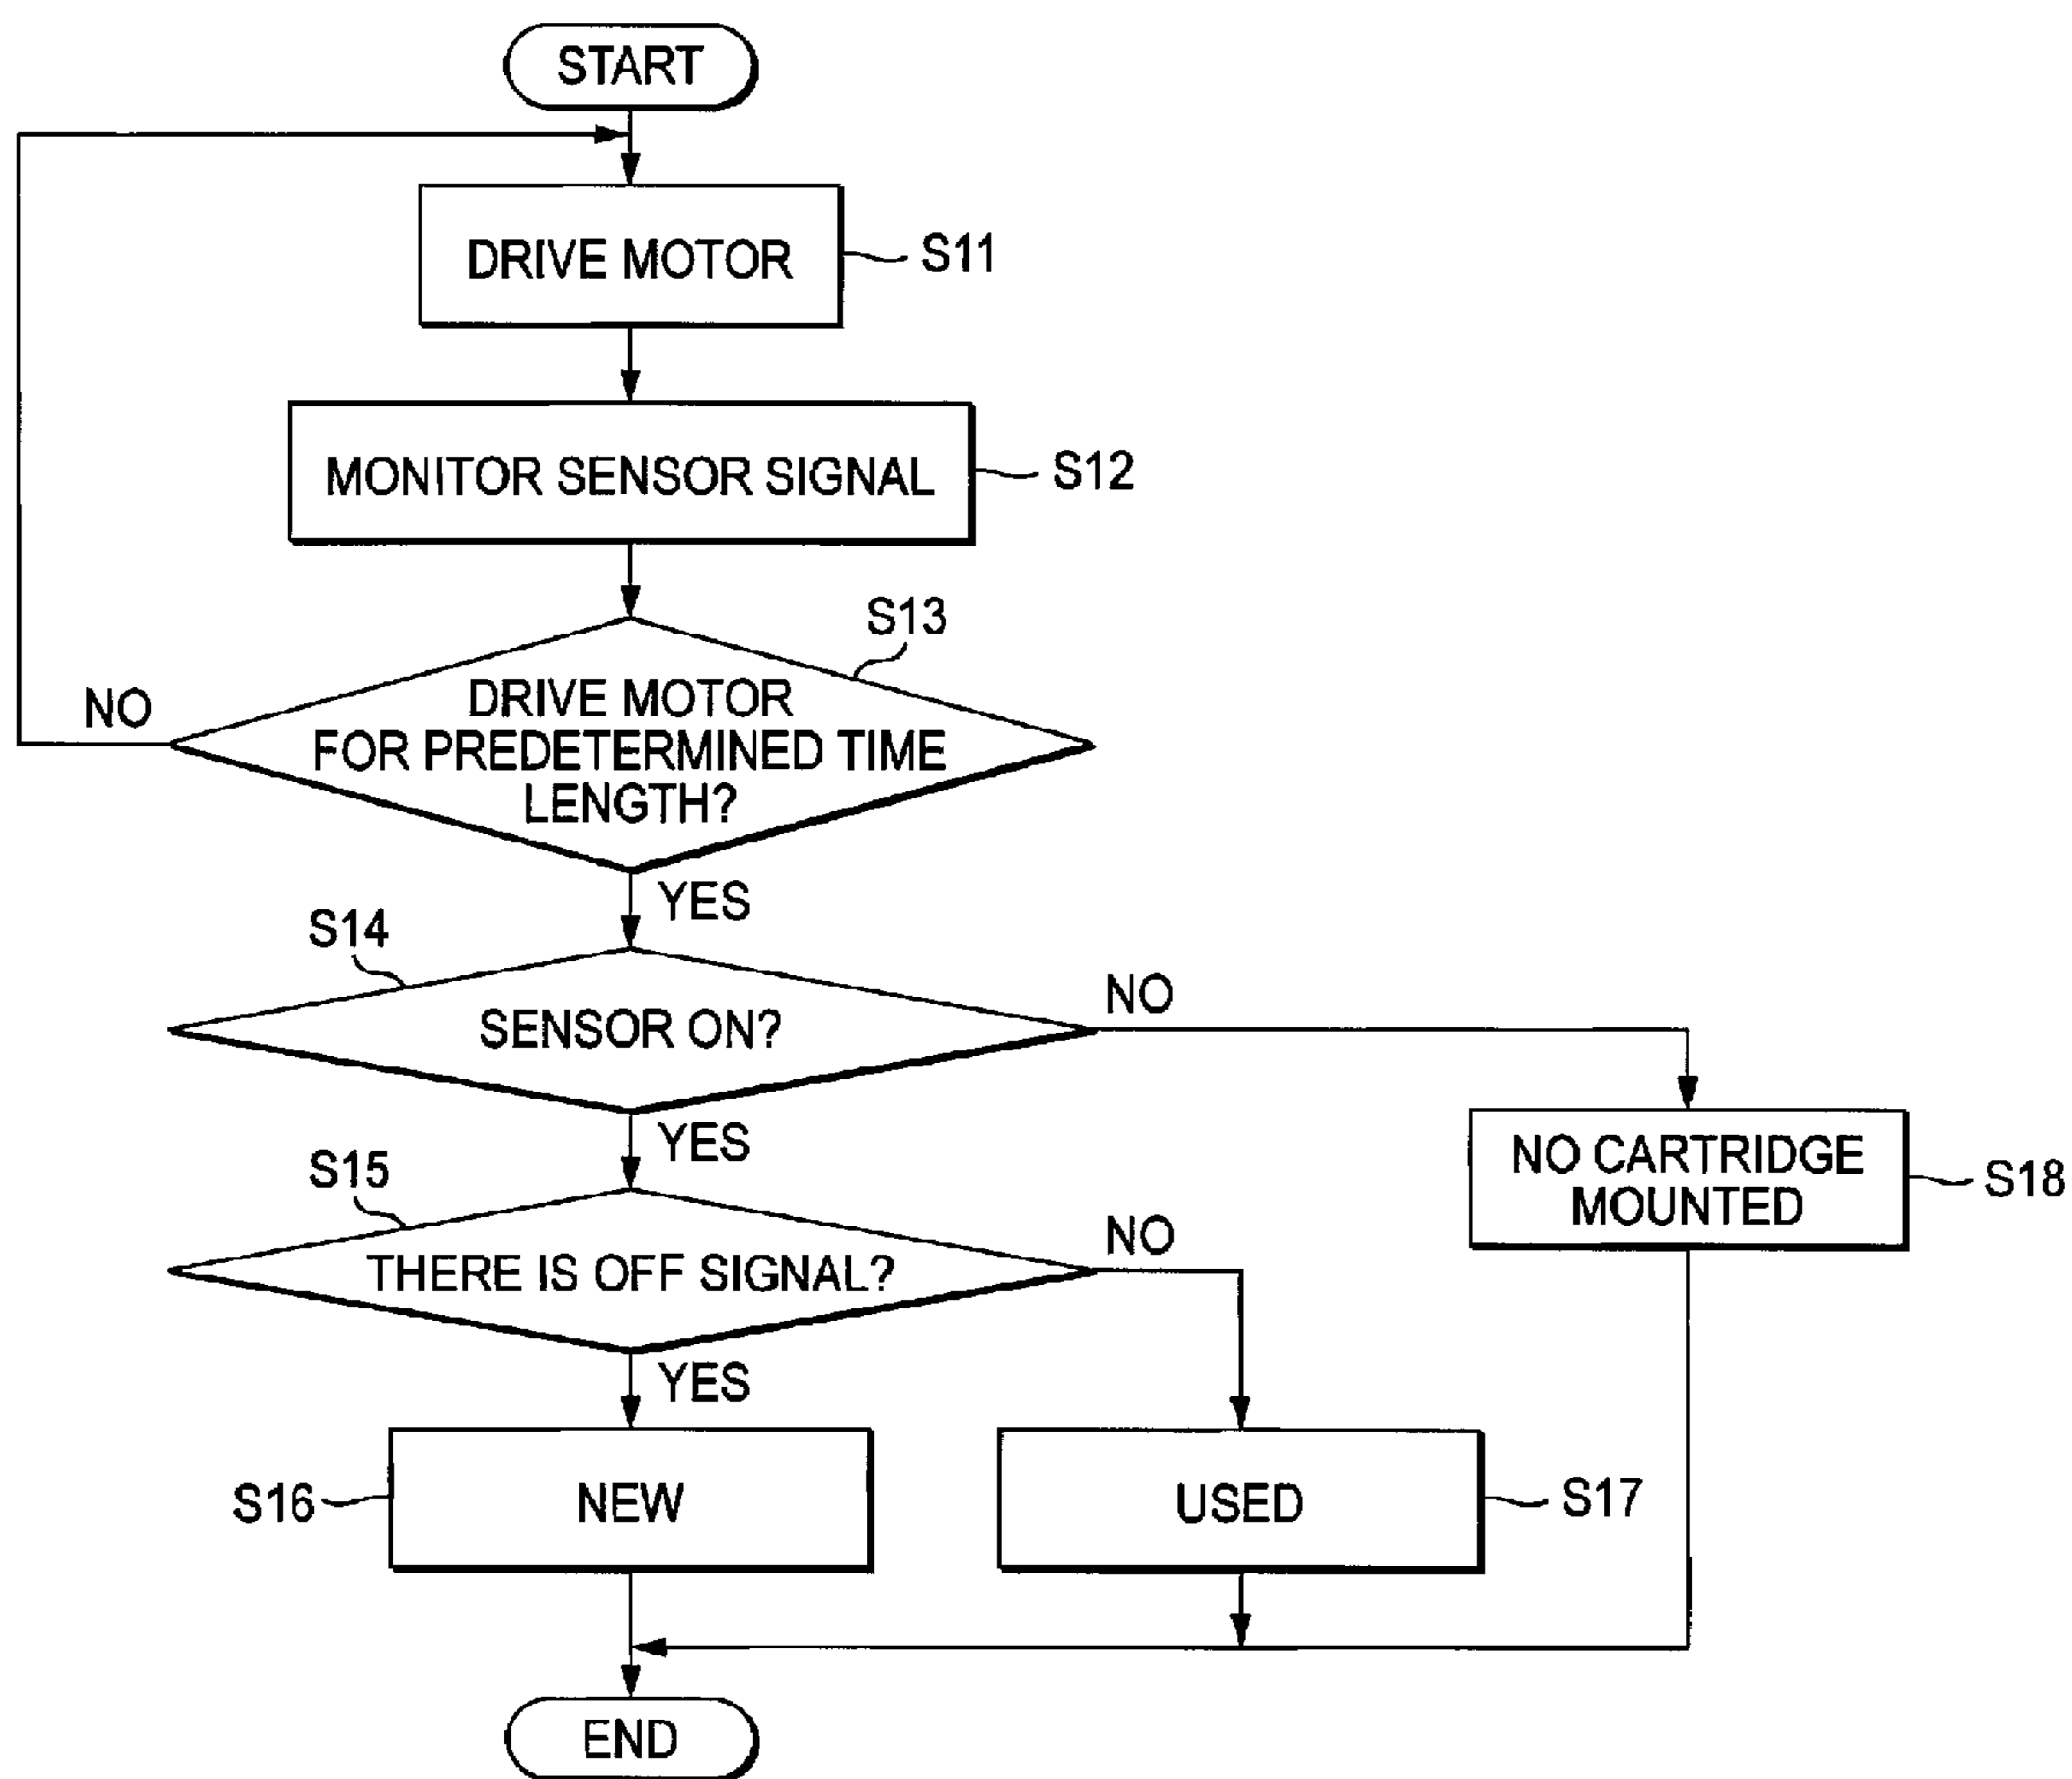 START
DRIVE MOTOR
S11
MONITOR SENSOR SIGNAL
S12
S13
DRIVE MOTOR
FOR PREDETERMINED TIME
LENGTH?
NO
YES
S14
SENSOR ON?
NO
YES
NO CARTRIDGE
MOUNTED
S18
S15
THERE IS OFF SIGNAL?
NO
YES
S16
NEW
USED
S17
END